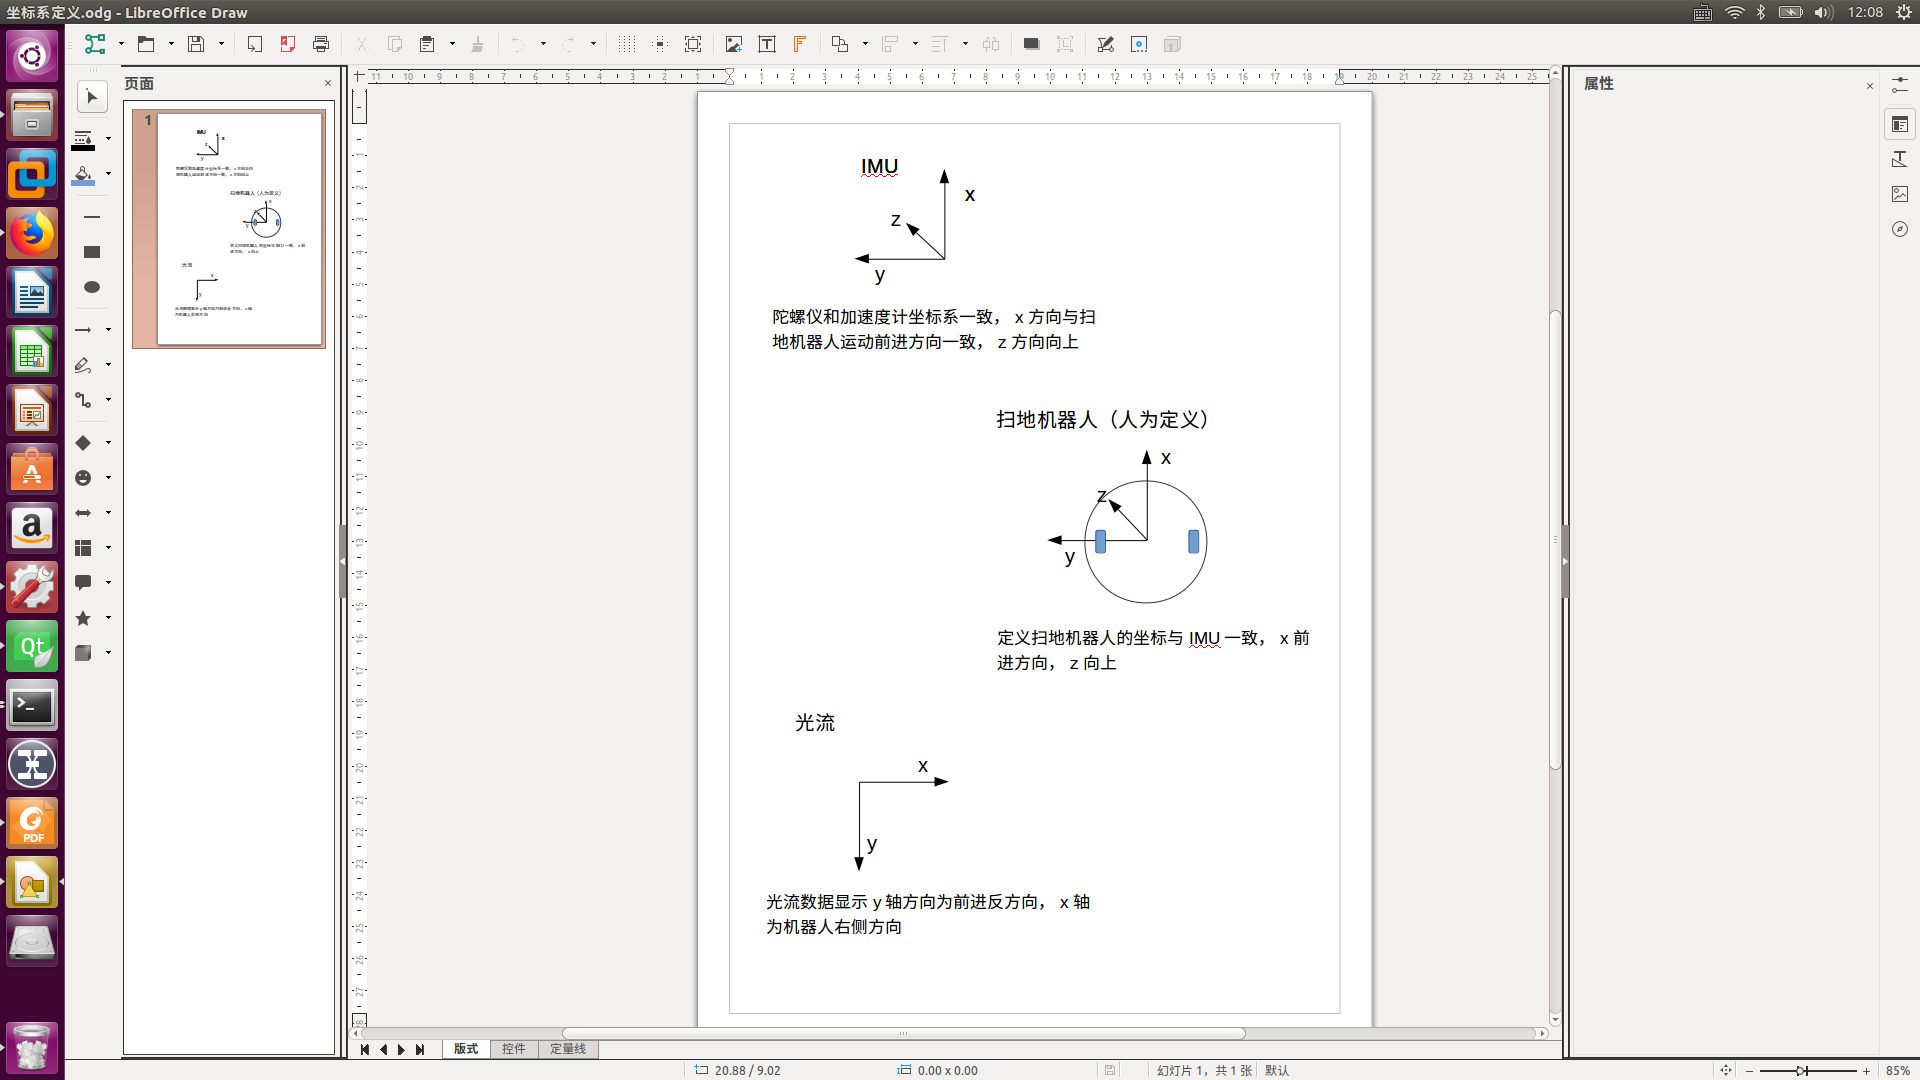 坐标系定义.odg - LibreOffice Draw
12:08
页面
属性
1
IMU
x
z
y
陀螺仪和加速度计坐标系一致， x 方向与扫
地机器人运动前进方向一致， z 方向向上
扫地机器人（人为定义）
x
z
y
定义扫地机器人的坐标与 IMU 一致， x 前
进方向， z 向上
光流
x
y
光流数据显示 y 轴方向为前进反方向， x 轴
为机器人右侧方向
版式 控件 定量线
20.88 / 9.02
0.00 x 0.00
幻灯片 1，共 1 张
默认
85%